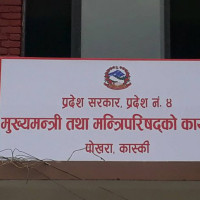 प्रदेश सरकार, प्रदेश नं. ४
मुख्यमन्त्री तथा मन्त्रिपरिषद्को का
पोखरा, कास्की